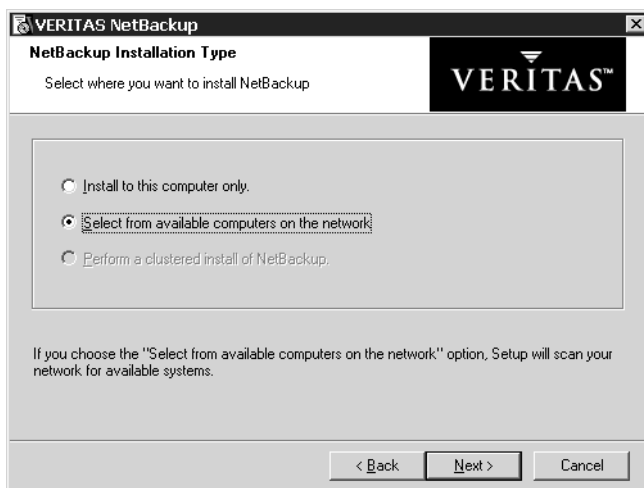 VERITAS NetBackup
NetBackup Installation Type
Select where you want to install NetBackup
VERITAS™
Install to this computer only.
Select from available computers on the network
Perform a clustered install of NetBackup.
If you choose the "Select from available computers on the network" option, Setup will scan your
network for available systems.
< Back
Next >
Cancel